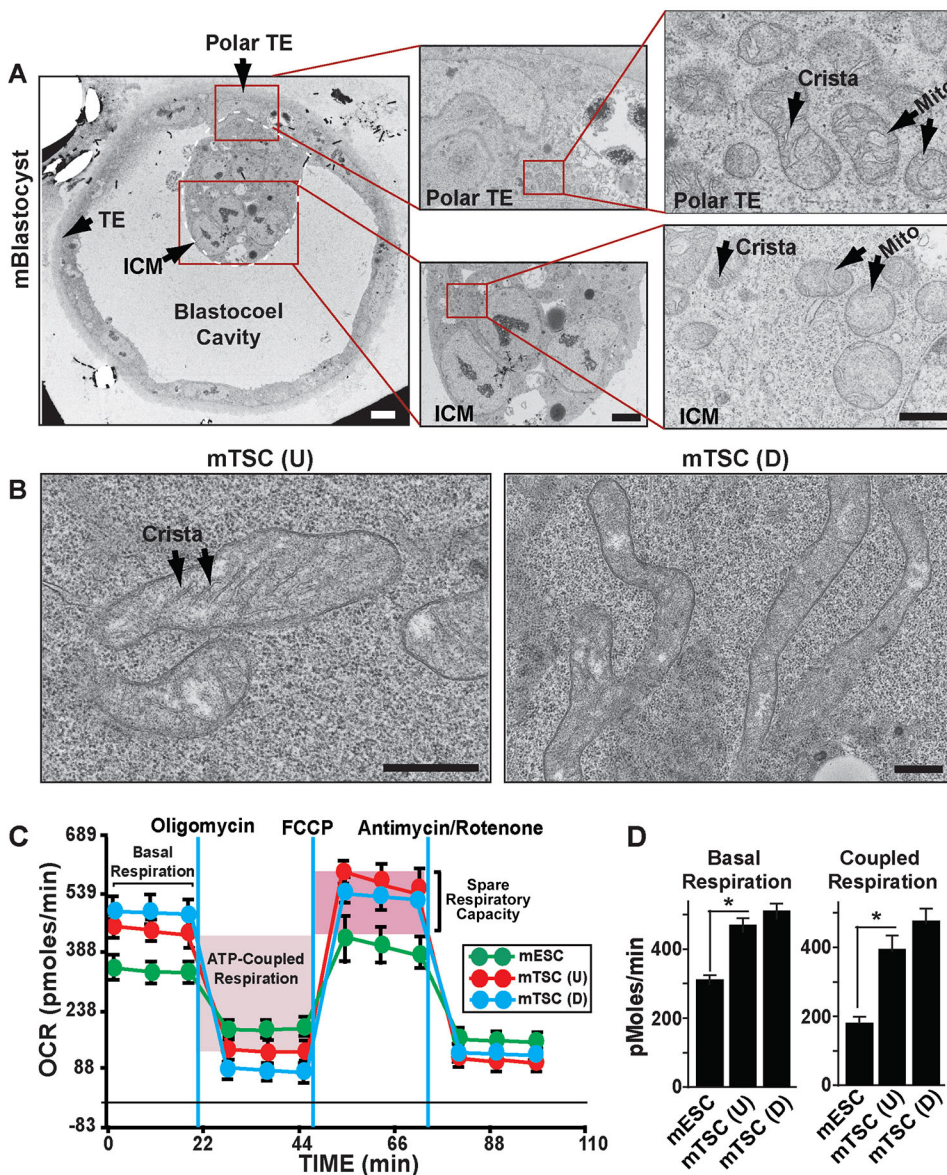 A
mBlastocyst
Polar TE
TE
ICM
Blastocoel
Cavity
Polar TE
Crista
Mito
Polar TE
ICM
Crista
Mito
ICM
B
mTSC (U)
Crista
mTSC (D)
C
Oligomycin
FCCP
Antimycin/Rotenone
Basal
Respiration
ATP-Coupled
Respiration
Spare
Respiratory
Capacity
mESC
mTSC (U)
mTSC (D)
OCR (pmoles/min)
689
539
388
238
88
-83
0
22
44
66
88
110
TIME (min)
D
Basal
Respiration
Coupled
Respiration
pMoles/min
*
400
200
0
mESC
mTSC (U)
mTSC (D)
*
400
200
0
mESC
mTSC (U)
mTSC (D)